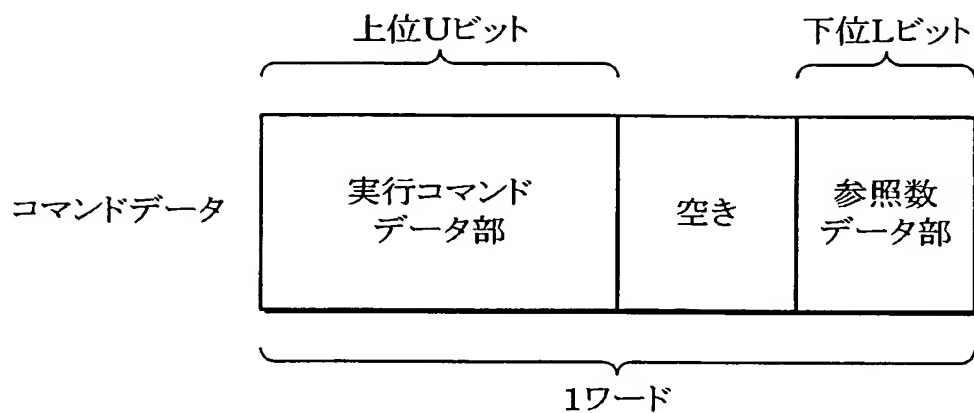 上位Uビット
下位Lビット
コマンドデータ
実行コマンド
データ部
空き
参照数
データ部
1ワード